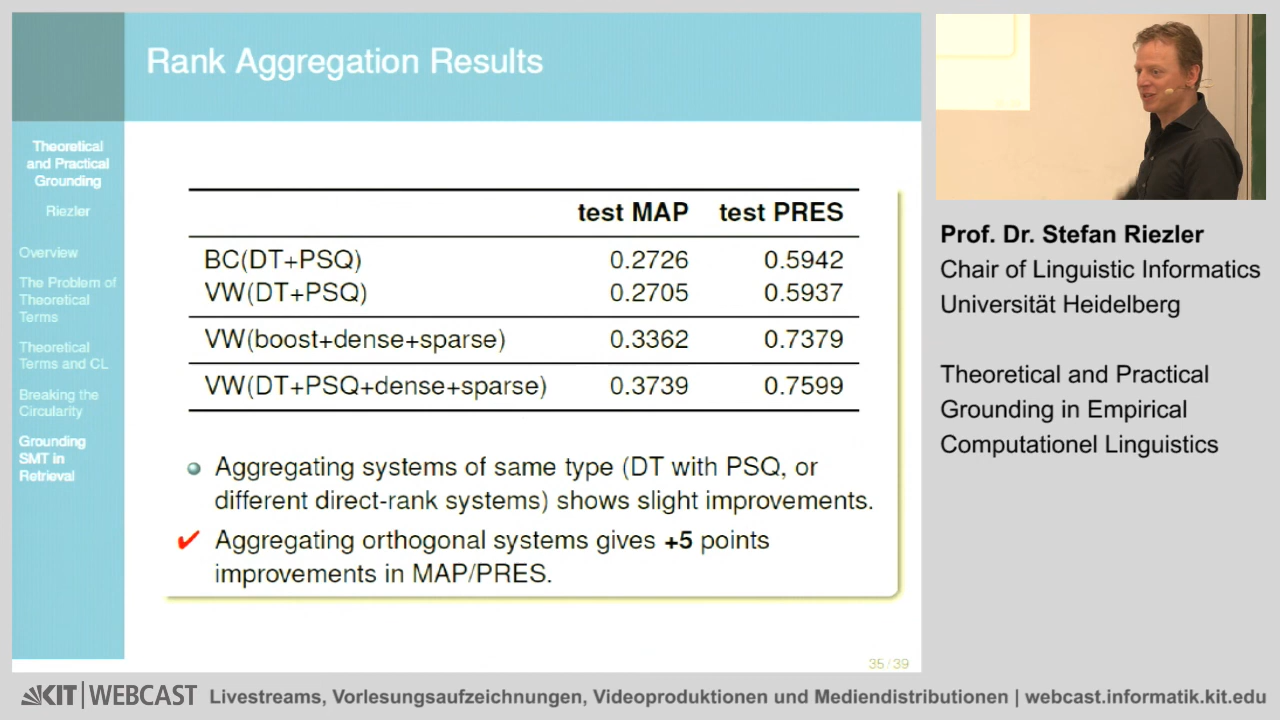 Rank Aggregation Results
Theoretical
and Practical
Grounding
Riezler
Overview
The Problem of
Theoretical
Terms
Theoretical
Terms and CL
Breaking the
Circularity
Grounding
SMT in
Retrieval
test MAP test PRES
BC(DT+PSQ) 0.2726 0.5942
VW(DT+PSQ) 0.2705 0.5937
VW(boost+dense+sparse) 0.3362 0.7379
VW(DT+PSQ+dense+sparse) 0.3739 0.7599
Aggregating systems of same type (DT with PSQ, or
different direct-rank systems) shows slight improvements.
Aggregating orthogonal systems gives +5 points
improvements in MAP/PRES.
35/39
Prof. Dr. Stefan Riezler
Chair of Linguistic Informatics
Universität Heidelberg
Theoretical and Practical
Grounding in Empirical
Computationel Linguistics
KIT WEBCAST Livestreams, Vorlesungsaufzeichnungen, Videoproduktionen und Mediendistributionen | webcast.informatik.kit.edu